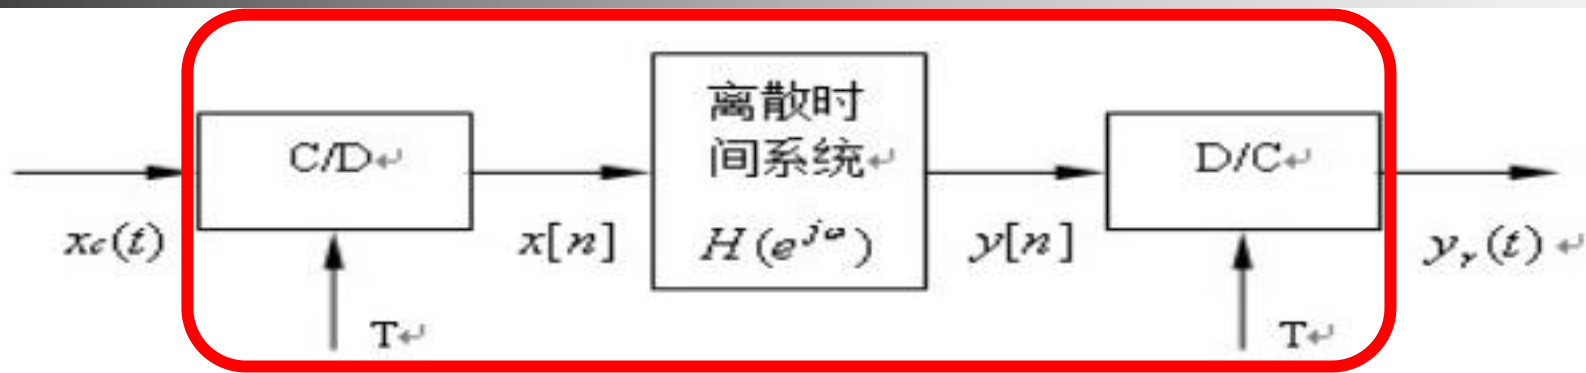 离散时
间系统↵
C/D↵
D/C↵
H(e^{jω})
x_c(t)
x[n]
y[n]
y_r(t)↵
T↵
T↵